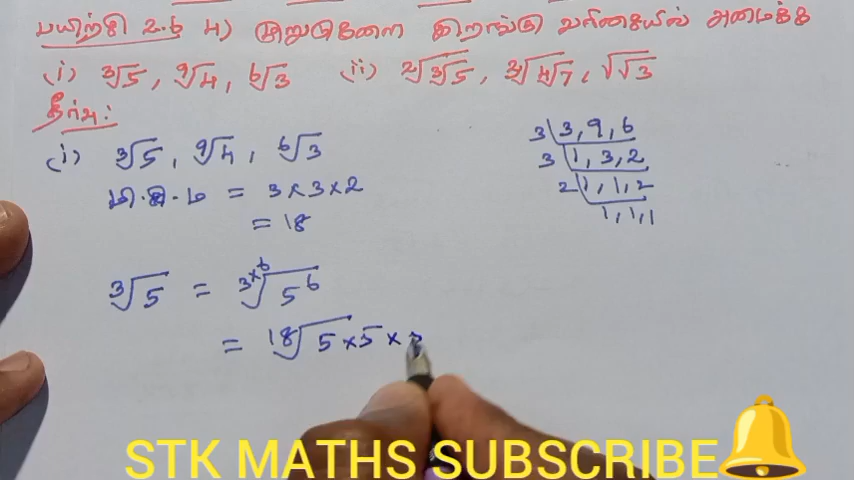 பயிற்சி 2.6 4) முறுடுகளை இறங்கு வரிசையில் அமைக்க
(i) ∛5, ⁹√4, ⁶√3 ii) ²√∛5, ∛⁴√7, √√3
தீர்வு:
(i) ∛5, ⁹√4, ⁶√3
மீ.சி.ம = 3×3×2
= 18
3 | 3, 9, 6
3 | 1, 3, 2
2 | 1, 1, 2
1, 1, 1
∛5 = ³ˣ⁶√5⁶
= ¹⁸√5×5×
STK MATHS SUBSCRIBE